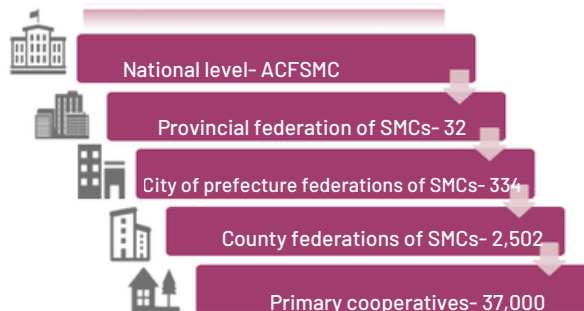 National level- ACFSMC
Provincial federation of SMCs- 32
City of prefecture federations of SMCs- 334
County federations of SMCs- 2,502
Primary cooperatives- 37,000